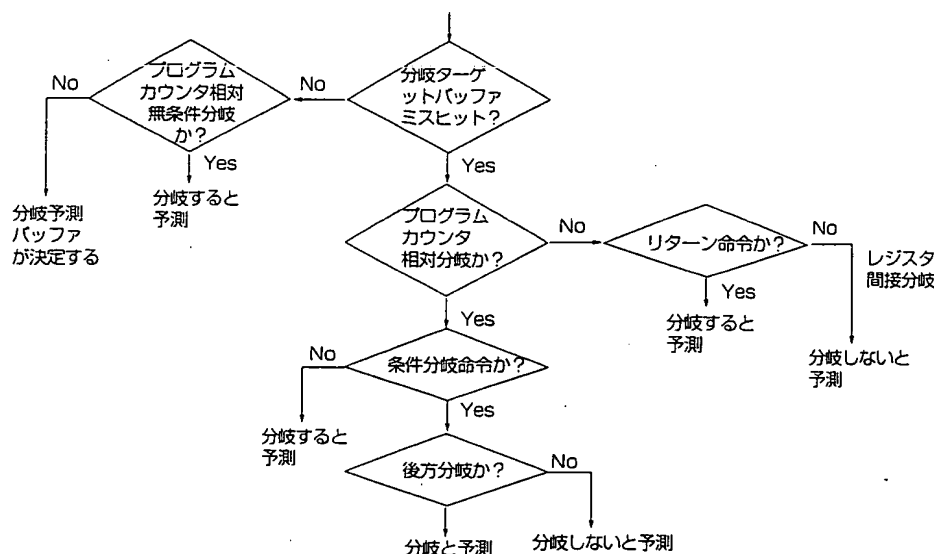 No
プログラム
カウンタ相対
無条件分岐
か？
Yes
分岐予測
バッファ
が決定する
分岐すると
予測
分岐ターゲ
ットバッファ
ミスヒット？
Yes
プログラム
カウンタ
相対分岐か？
No
リターン命令か？
No
レジスタ
間接分岐
Yes
分岐すると
予測
分岐しないと
予測
Yes
No
条件分岐命令か？
分岐すると
予測
Yes
後方分岐か？
No
分岐と予測
分岐しないと予測